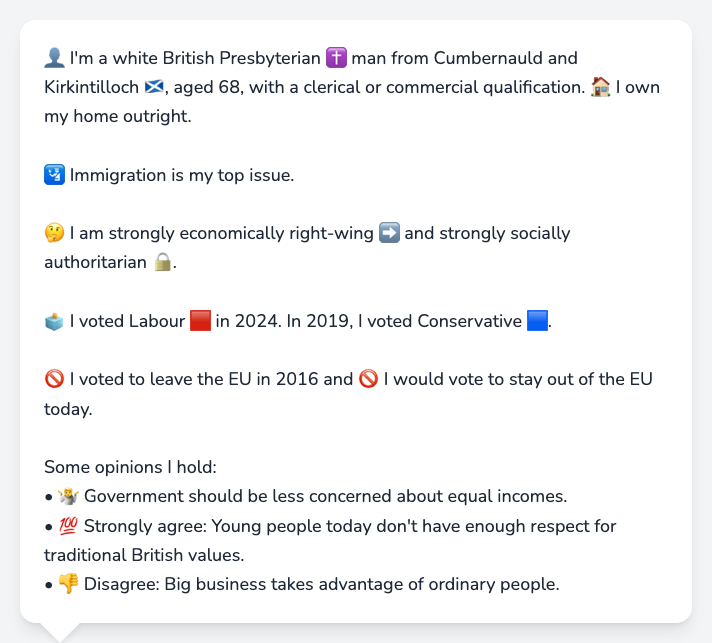 👤 I'm a white British Presbyterian ✝️ man from Cumbernauld and
Kirkintilloch 🏴󠁧󠁢󠁳󠁣󠁴󠁿, aged 68, with a clerical or commercial qualification. 🏠 I own
my home outright.
🛂 Immigration is my top issue.
🤔 I am strongly economically right-wing ➡️ and strongly socially
authoritarian 🔒.
🗳️ I voted Labour 🟥 in 2024. In 2019, I voted Conservative 🟦.
🚫 I voted to leave the EU in 2016 and 🚫 I would vote to stay out of the EU
today.
Some opinions I hold:
• 🤷 Government should be less concerned about equal incomes.
• 💯 Strongly agree: Young people today don't have enough respect for
traditional British values.
• 👎 Disagree: Big business takes advantage of ordinary people.